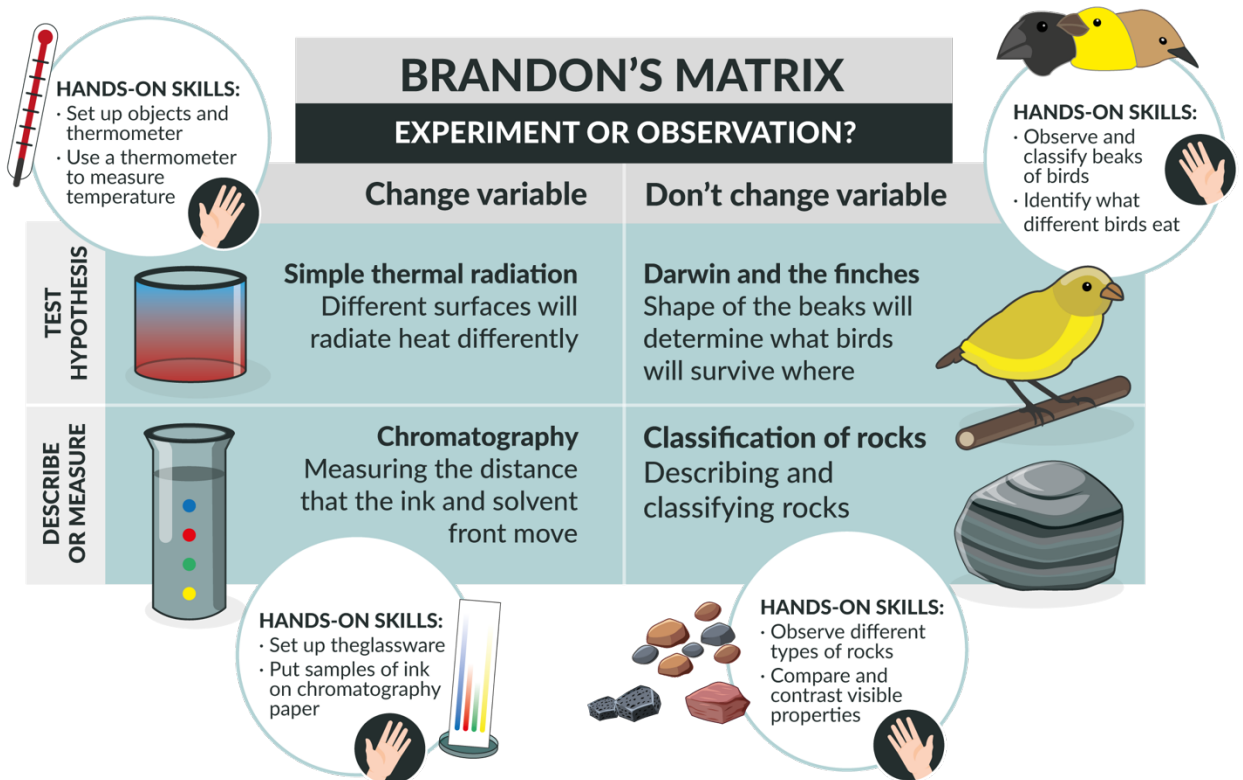 BRANDON'S MATRIX
EXPERIMENT OR OBSERVATION?
HANDS-ON SKILLS:
· Set up objects and
thermometer
· Use a thermometer
to measure
temperature
HANDS-ON SKILLS:
· Observe and
classify beaks
of birds
· Identify what
different birds eat
Change variable
Don't change variable
TEST
HYPOTHESIS
Simple thermal radiation
Different surfaces will
radiate heat differently
Darwin and the finches
Shape of the beaks will
determine what birds
will survive where
DESCRIBE
OR MEASURE
Chromatography
Measuring the distance
that the ink and solvent
front move
Classification of rocks
Describing and
classifying rocks
HANDS-ON SKILLS:
· Set up theglassware
· Put samples of ink
on chromatography
paper
HANDS-ON SKILLS:
· Observe different
types of rocks
· Compare and
contrast visible
properties